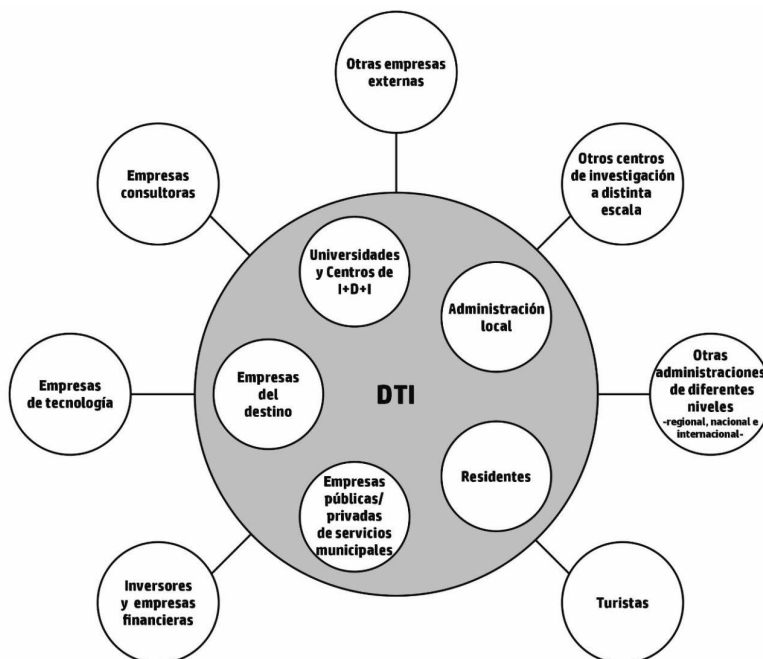 Otras empresas
externas
Empresas
consultoras
Otros centros
de investigación
a distinta
escala
Universidades
y Centros de
I+D+I
Administración
local
Empresas
de tecnología
Empresas
del
destino
DTI
Otras
administraciones
de diferentes
niveles
-regional, nacional e
internacional-
Empresas
públicas/
privadas
de servicios
municipales
Residentes
Inversores
y empresas
financieras
Turistas